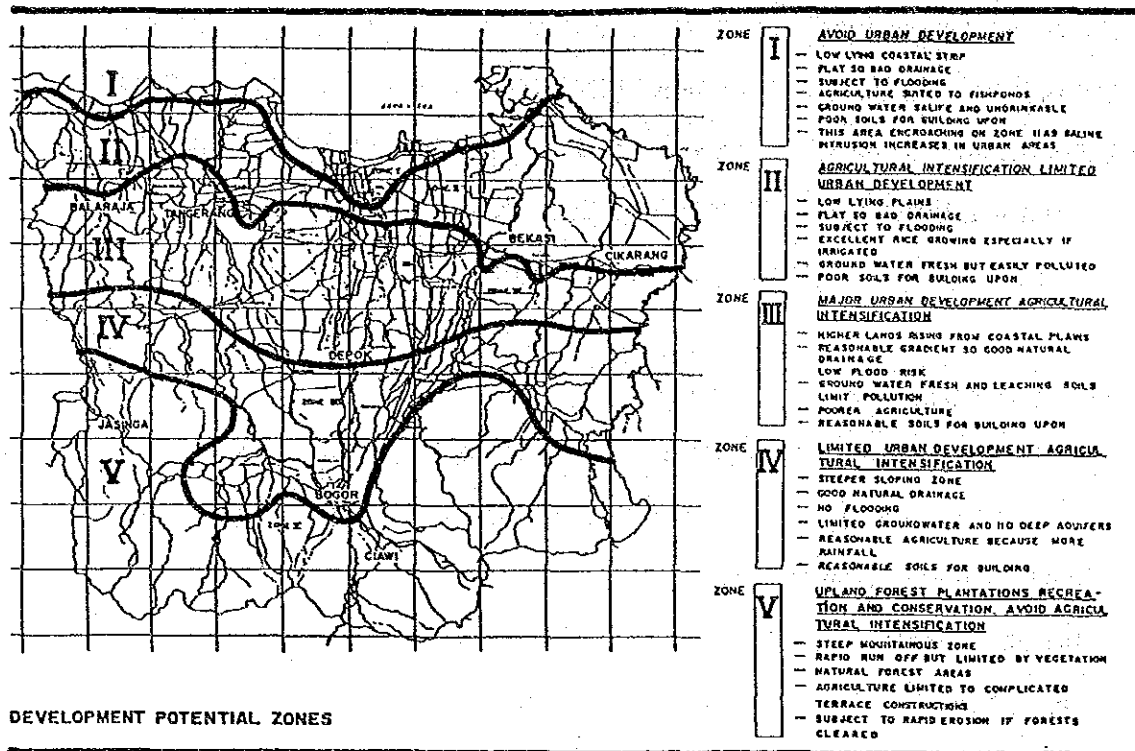 I
II
BALARAJA
TANGERANG
BEKASI
CIKARANG
III
IV
DEPOK
JASINGA
V
BOGOR
CIAWI
DEVELOPMENT POTENTIAL ZONES
ZONE I
AVOID URBAN DEVELOPMENT
— LOW LYING COASTAL STRIP
— FLAT SO BAD DRAINAGE
— SUBJECT TO FLOODING
— AGRICULTURE SUITED TO FISHPONDS
— GROUND WATER SALINE AND UNDRINKABLE
— POOR SOILS FOR BUILDING UPON
— THIS AREA ENCROACHING ON ZONE II AS SALINE
INTRUSION INCREASES IN URBAN AREAS
ZONE II
AGRICULTURAL INTENSIFICATION LIMITED
URBAN DEVELOPMENT
— LOW LYING PLAINS
— FLAT SO BAD DRAINAGE
— SUBJECT TO FLOODING
— EXCELLENT RICE GROWING ESPECIALLY IF
IRRIGATED
— GROUND WATER FRESH BUT EASILY POLLUTED
— POOR SOILS FOR BUILDING UPON
ZONE III
MAJOR URBAN DEVELOPMENT AGRICULTURAL
INTENSIFICATION
— HIGHER LANDS RISING FROM COASTAL PLAINS
— REASONABLE GRADIENT SO GOOD NATURAL
DRAINAGE
LOW FLOOD RISK
— GROUND WATER FRESH AND LEACHING SOILS
LIMIT POLLUTION
— POORER AGRICULTURE
— REASONABLE SOILS FOR BUILDING UPON
ZONE IV
LIMITED URBAN DEVELOPMENT AGRICUL
TURAL INTENSIFICATION
— STEEPER SLOPING ZONE
— GOOD NATURAL DRAINAGE
— NO FLOODING
— LIMITED GROUNDWATER AND NO DEEP AQUIFERS
— REASONABLE AGRICULTURE BECAUSE MORE
RAINFALL
— REASONABLE SOILS FOR BUILDING
ZONE V
UPLAND FOREST PLANTATIONS RECREA-
TION AND CONSERVATION. AVOID AGRICUL
TURAL INTENSIFICATION
— STEEP MOUNTAINOUS ZONE
— RAPID RUN OFF BUT LIMITED BY VEGETATION
— NATURAL FOREST AREAS
— AGRICULTURE LIMITED TO COMPLICATED
TERRACE CONSTRUCTIONS
— SUBJECT TO RAPID EROSION IF FORESTS
CLEARED